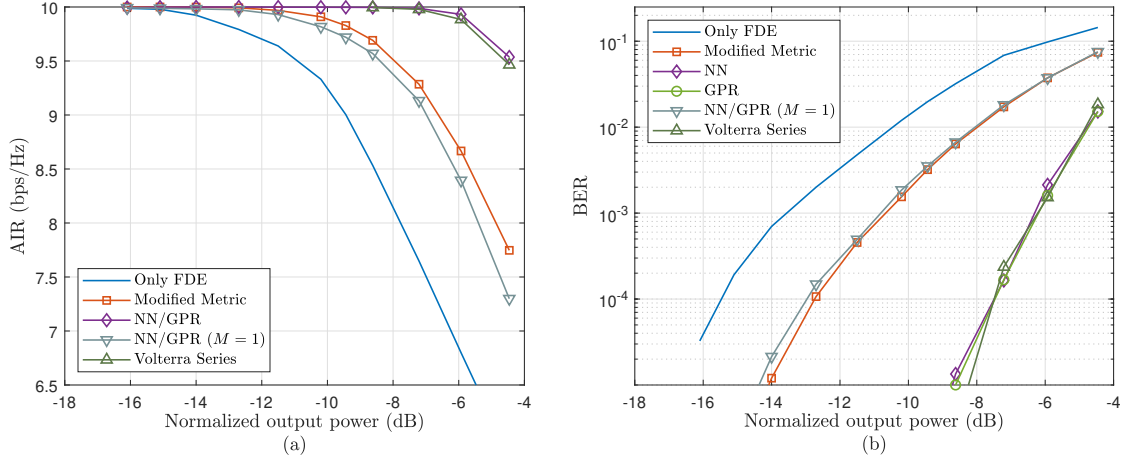 10
9.5
9
8.5
8
7.5
7
6.5
AIR (bps/Hz)
Only FDE
Modified Metric
NN/GPR
NN/GPR (M = 1)
Volterra Series
-18 -16 -14 -12 -10 -8 -6 -4
Normalized output power (dB)
(a)
10^-1
10^-2
10^-3
10^-4
BER
Only FDE
Modified Metric
NN
GPR
NN/GPR (M = 1)
Volterra Series
-18 -16 -14 -12 -10 -8 -6 -4
Normalized output power (dB)
(b)